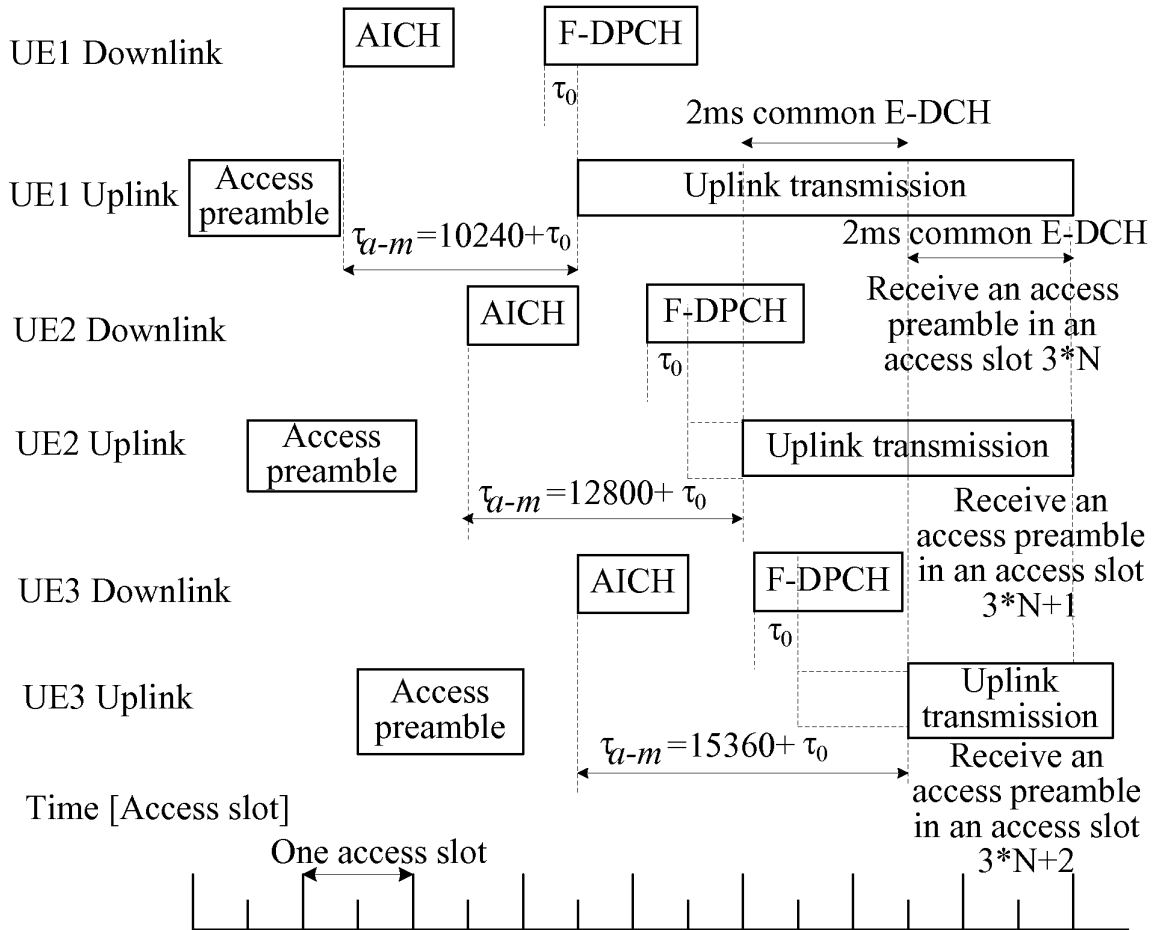 AICH
F-DPCH
UE1 Downlink
τ0
2ms common E-DCH
UE1 Uplink
Access
preamble
Uplink transmission
τa-m=10240+τ0
2ms common E-DCH
UE2 Downlink
AICH
F-DPCH
τ0
Receive an access
preamble in an
access slot 3*N
UE2 Uplink
Access
preamble
Uplink transmission
τa-m=12800+ τ0
Receive an
access preamble
in an access slot
3*N+1
UE3 Downlink
AICH
F-DPCH
τ0
UE3 Uplink
Access
preamble
Uplink
transmission
τa-m=15360+ τ0
Receive an
access preamble
in an access slot
3*N+2
Time [Access slot]
One access slot